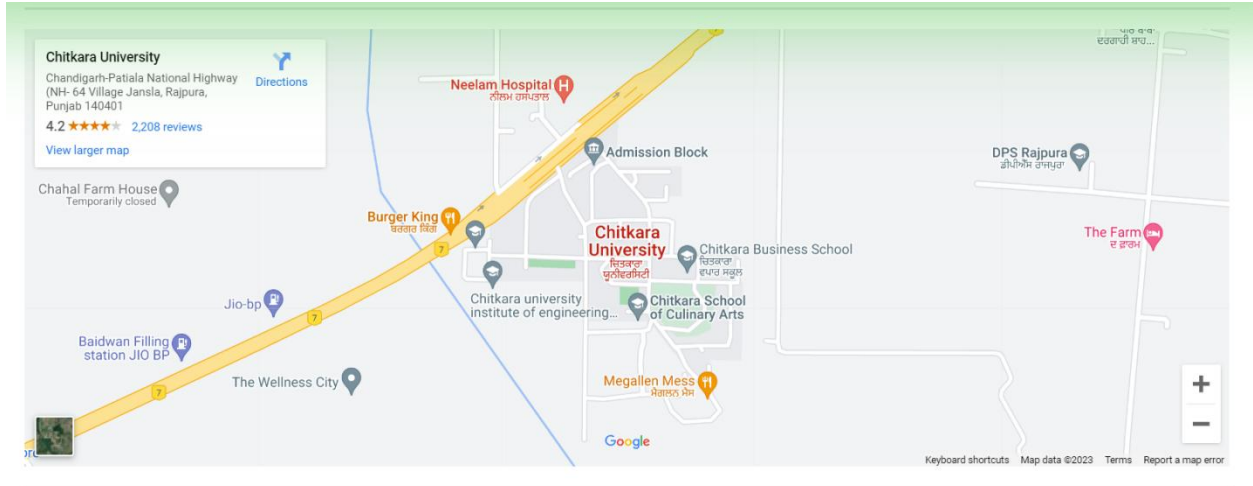 Chitkara University
Chandigarh-Patiala National Highway
(NH- 64 Village Jansla, Rajpura,
Punjab 140401
4.2
2,208 reviews
View larger map
Directions
7
ਦਰਗਾਹੀ ਸ਼ਾਹ...
Neelam Hospital
ਨੀਲਮ ਹਸਪਤਾਲ
Admission Block
DPS Rajpura
ਡੀਪੀਐਸ ਰਾਜਪੁਰਾ
Chahal Farm House
Temporarily closed
Burger King
ਬਰਗਰ ਕਿੰਗ
7
Chitkara
University
ਚਿਤਕਾਰਾ
ਯੂਨੀਵਰਸਿਟੀ
Chitkara Business School
ਚਿਤਕਾਰਾ
ਵਪਾਰ ਸਕੂਲ
The Farm
ਦ ਫ਼ਾਰਮ
Chitkara university
institute of engineering...
Chitkara School
of Culinary Arts
Jio-bp
7
Baidwan Filling
station JIO BP
The Wellness City
7
Megallen Mess
ਮੇਗਲਨ ਮੇਸ
Google
Keyboard shortcuts
Map data ©2023
Terms
Report a map error